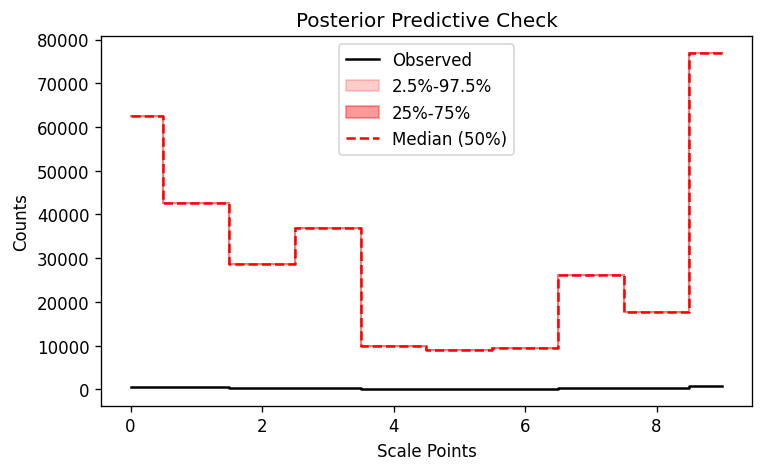 Posterior Predictive Check
80000
70000
60000
50000
40000
30000
20000
10000
0
Counts
Observed
2.5%-97.5%
25%-75%
Median (50%)
0 2 4 6 8
Scale Points